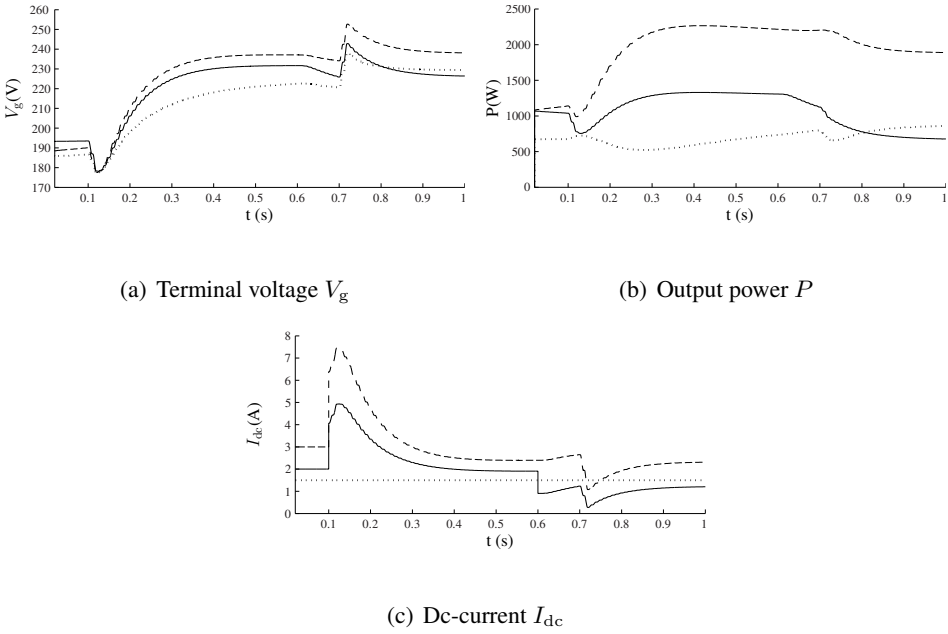 260
250
240
230
220
210
200
190
180
170
V_g(V)
0.1 0.2 0.3 0.4 0.5 0.6 0.7 0.8 0.9 1
t (s)
(a) Terminal voltage V_g
2500
2000
1500
1000
500
0
P(W)
0.1 0.2 0.3 0.4 0.5 0.6 0.7 0.8 0.9 1
t (s)
(b) Output power P
8
7
6
5
4
3
2
1
0
I_dc(A)
0.1 0.2 0.3 0.4 0.5 0.6 0.7 0.8 0.9 1
t (s)
(c) Dc-current I_dc